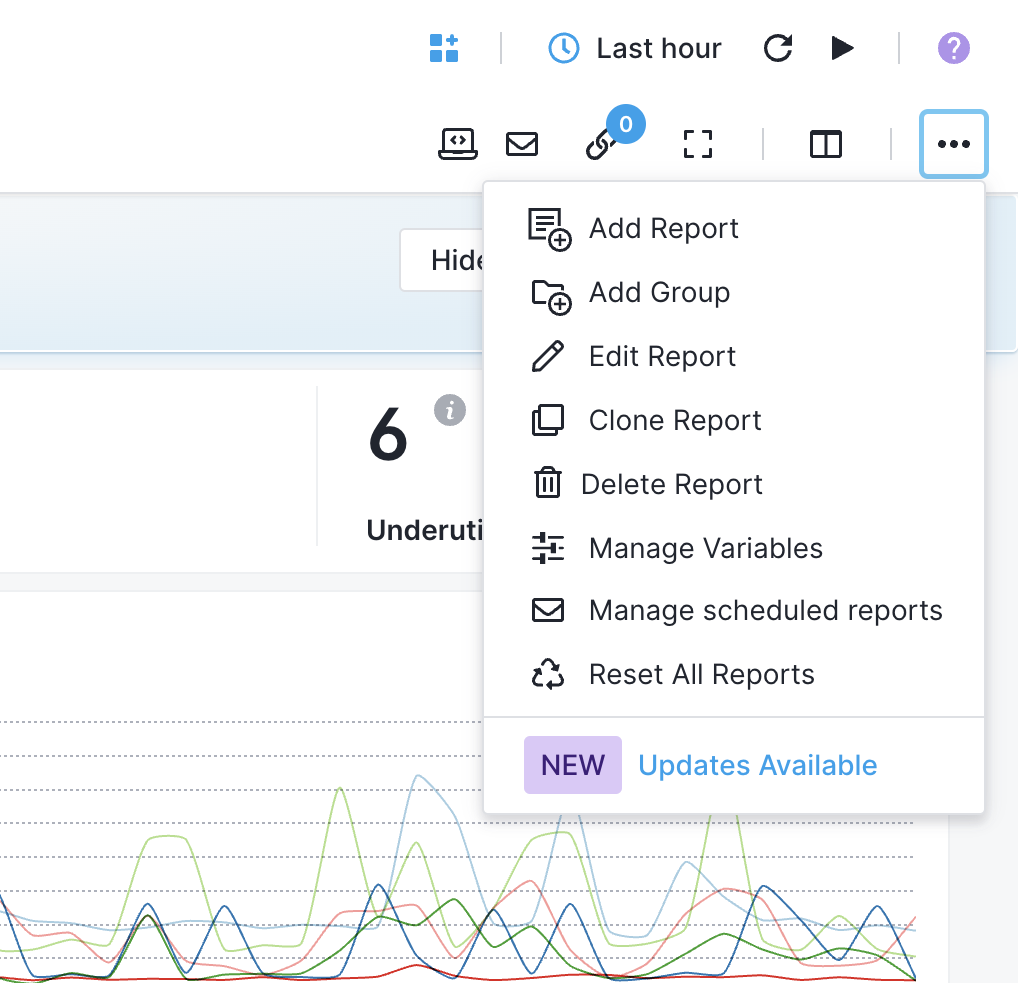 Last hour
?
0
Add Report
Hide
Add Group
Edit Report
Clone Report
6 i
Delete Report
Underuti
Manage Variables
Manage scheduled reports
Reset All Reports
NEW Updates Available